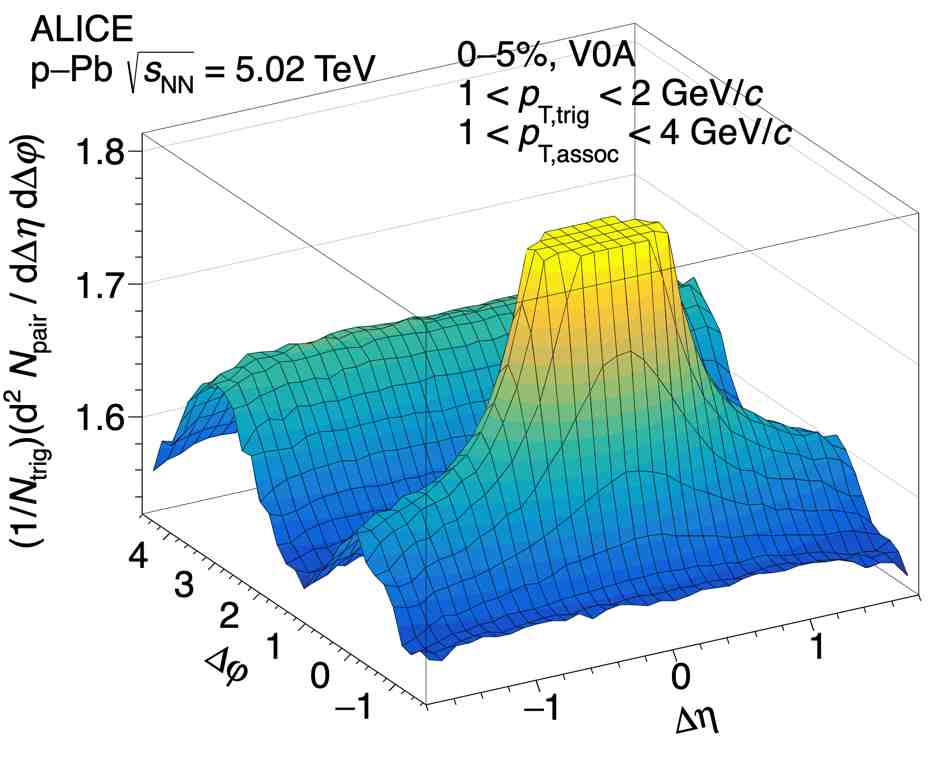 ALICE
p–Pb √sNN = 5.02 TeV
0–5%, V0A
1 < pT,trig < 2 GeV/c
1 < pT,assoc < 4 GeV/c
(1/Ntrig)(d² Npair / dΔη dΔφ)
1.8
1.7
1.6
4
3
2
1
0
–1
Δφ
–1
0
1
Δη